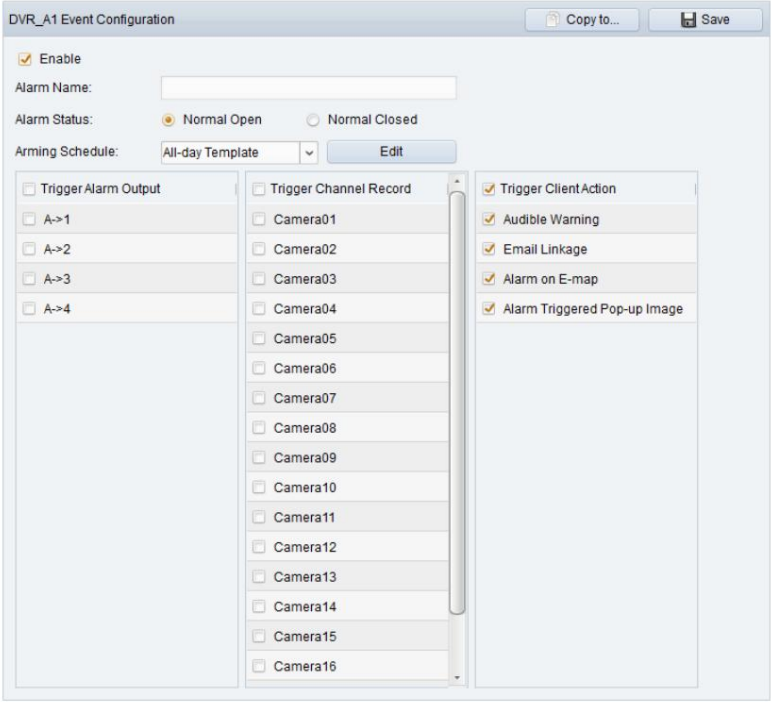 DVR_A1 Event Configuration
Copy to...
Save
Enable
Alarm Name:
Alarm Status:
Normal Open
Normal Closed
Arming Schedule:
All-day Template
Edit
Trigger Alarm Output
A->1
A->2
A->3
A->4
Trigger Channel Record
Camera01
Camera02
Camera03
Camera04
Camera05
Camera06
Camera07
Camera08
Camera09
Camera10
Camera11
Camera12
Camera13
Camera14
Camera15
Camera16
Trigger Client Action
Audible Warning
Email Linkage
Alarm on E-map
Alarm Triggered Pop-up Image